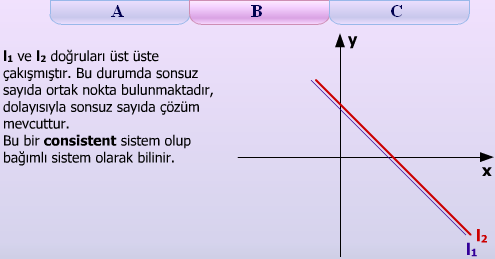 A B C
l₁ ve l₂ doğruları üst üste
çakışmıştır. Bu durumda sonsuz
sayıda ortak nokta bulunmaktadır,
dolayısıyla sonsuz sayıda çözüm
mevcuttur.
Bu bir consistent sistem olup
bağımlı sistem olarak bilinir.
y
x
l₂
l₁